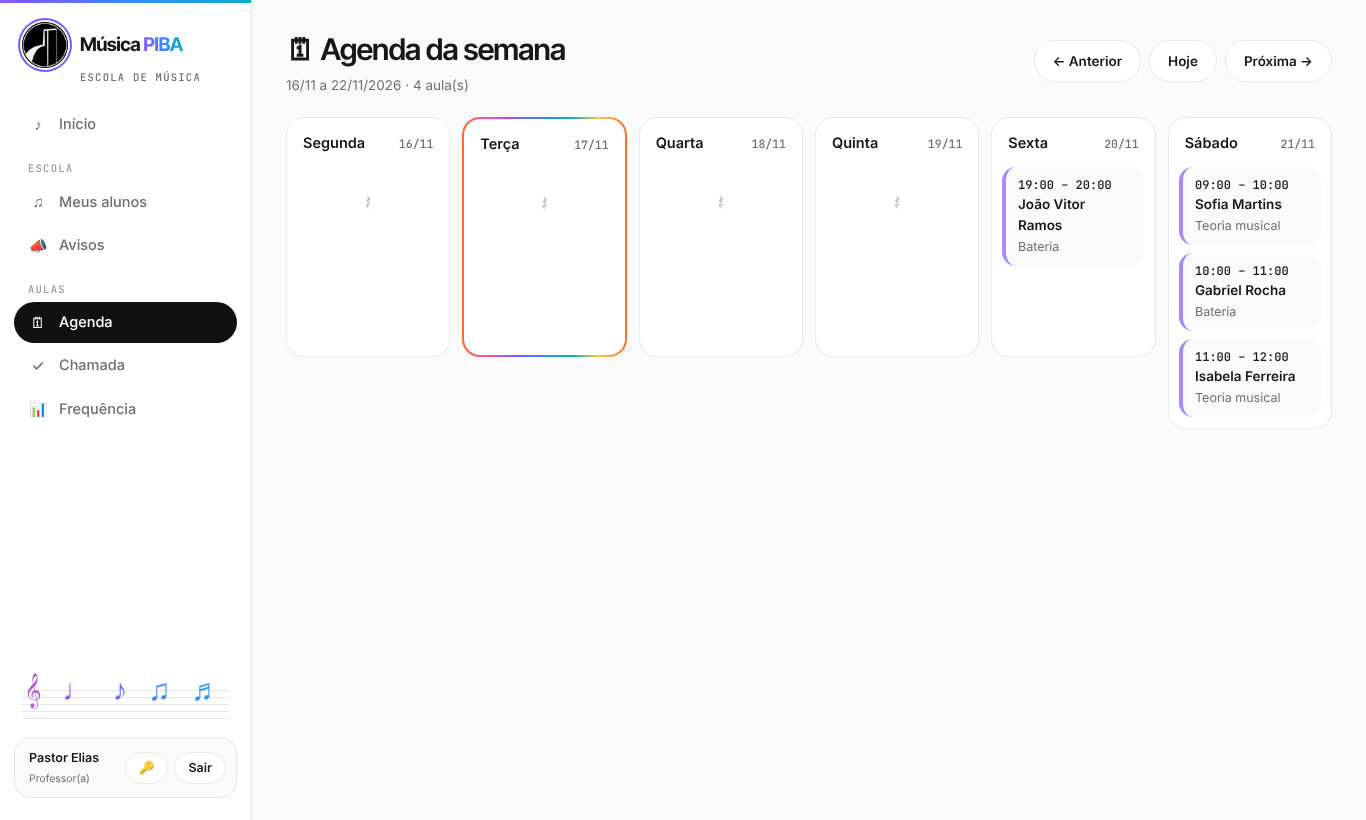 Música PIBA
ESCOLA DE MÚSICA
♪ Início
ESCOLA
♫ Meus alunos
📣 Avisos
AULAS
🗓 Agenda
✓ Chamada
📊 Frequência
𝄞 ♩ ♪ ♫ ♬
Pastor Elias
Professor(a)
🔑 Sair
🗓 Agenda da semana
16/11 a 22/11/2026 · 4 aula(s)
← Anterior
Hoje
Próxima →
Segunda 16/11
𝄽
Terça 17/11
𝄽
Quarta 18/11
𝄽
Quinta 19/11
𝄽
Sexta 20/11
19:00 – 20:00
João Vitor
Ramos
Bateria
Sábado 21/11
09:00 – 10:00
Sofia Martins
Teoria musical
10:00 – 11:00
Gabriel Rocha
Bateria
11:00 – 12:00
Isabela Ferreira
Teoria musical